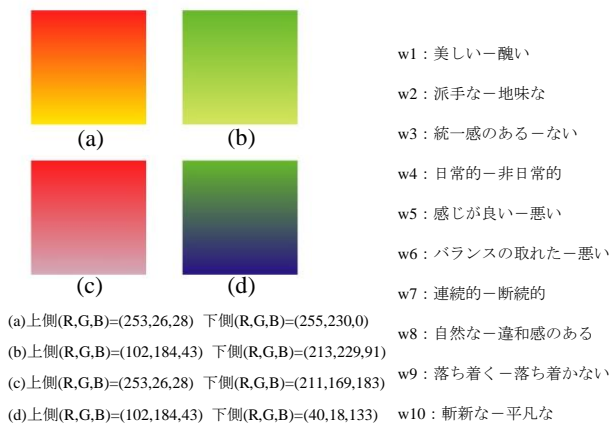 (a)
(b)
(c)
(d)
(a)上側(R,G,B)=(253,26,28) 下側(R,G,B)=(255,230,0)
(b)上側(R,G,B)=(102,184,43) 下側(R,G,B)=(213,229,91)
(c)上側(R,G,B)=(253,26,28) 下側(R,G,B)=(211,169,183)
(d)上側(R,G,B)=(102,184,43) 下側(R,G,B)=(40,18,133)
w1：美しい－醜い
w2：派手な－地味な
w3：統一感のある－ない
w4：日常的－非日常的
w5：感じが良い－悪い
w6：バランスの取れた－悪い
w7：連続的－断続的
w8：自然な－違和感のある
w9：落ち着く－落ち着かない
w10：斬新な－平凡な